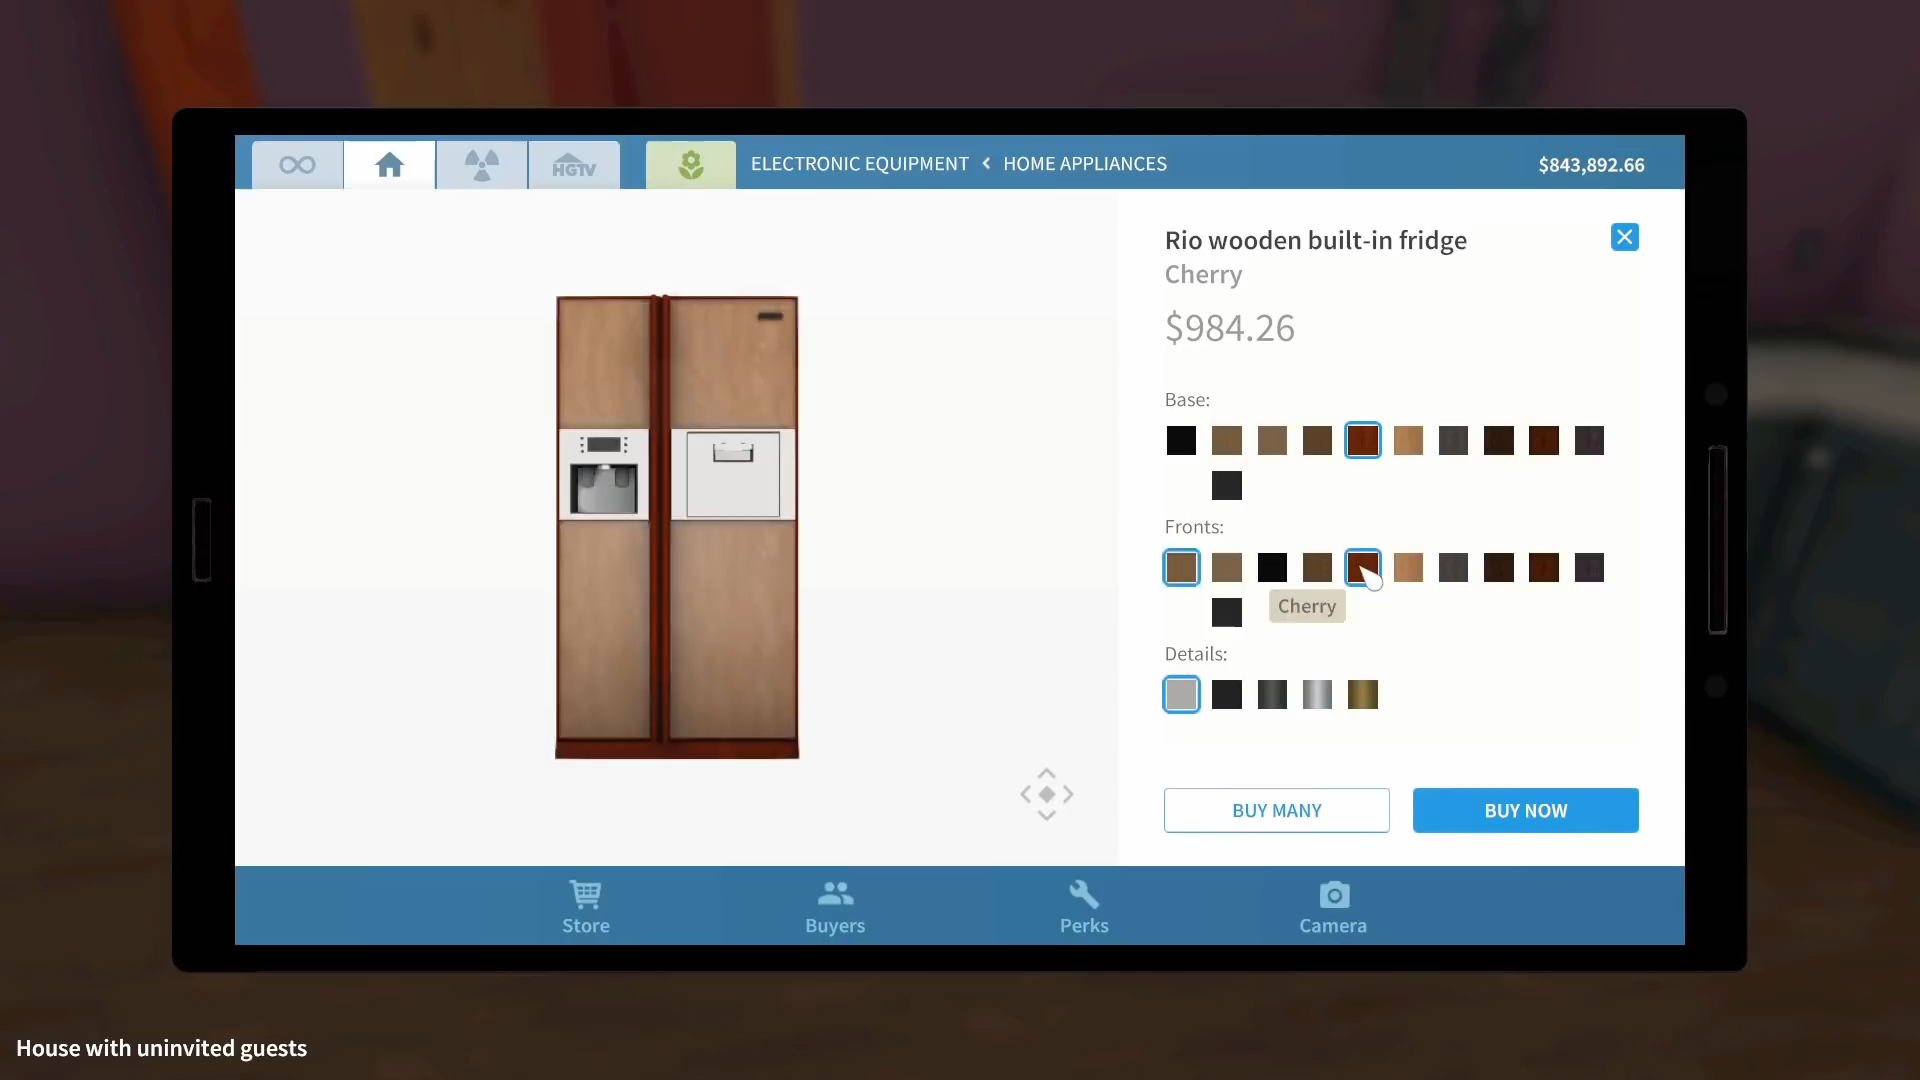 HGTV
ELECTRONIC EQUIPMENT < HOME APPLIANCES
$843,892.66
Rio wooden built-in fridge
Cherry
$984.26
Base:
Fronts:
Cherry
Details:
BUY MANY
BUY NOW
Store
Buyers
Perks
Camera
House with uninvited guests